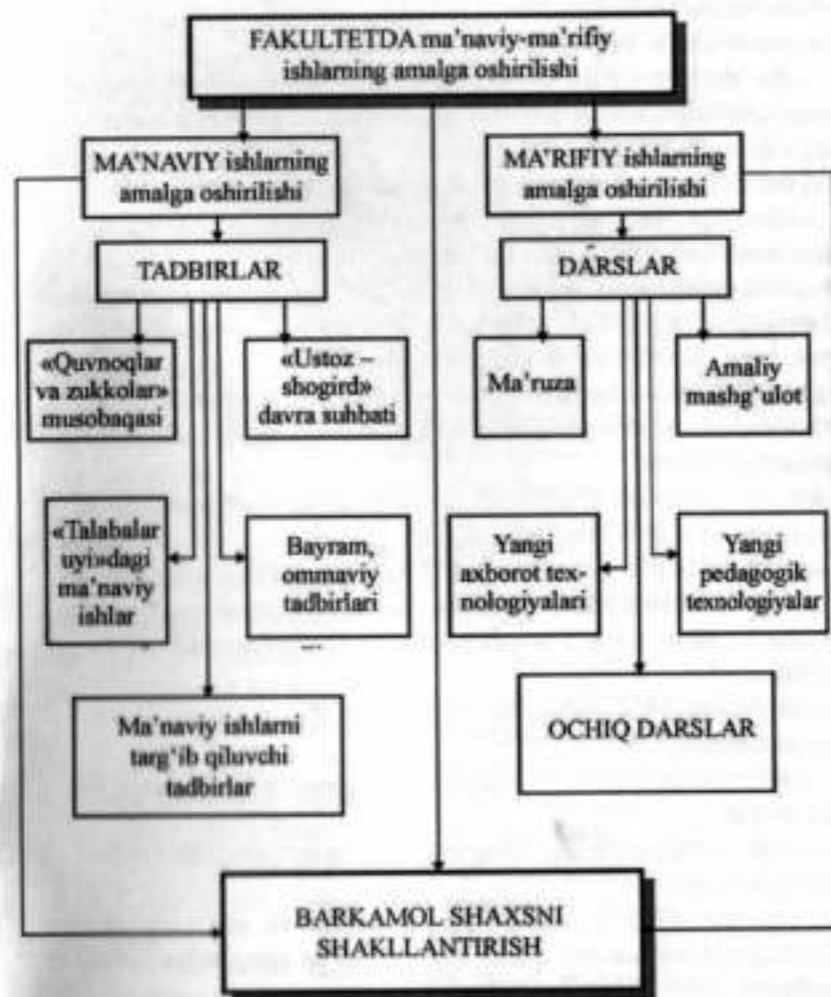 FAKULTETDA ma'naviy-ma'rifiy
ishlarning amalga oshirilishi
MA'NAVIY ishlarning
amalga oshirilishi
MA'RIFIY ishlarning
amalga oshirilishi
TADBIRLAR
DARSLAR
«Quvnoqlar
va zukkolar»
musobaqasi
«Ustoz –
shogird»
davra suhbati
Ma'ruza
Amaliy
mashg'ulot
«Talabalar
uyi»dagi
ma'naviy
ishlar
Bayram,
ommaviy
tadbirlari
Yangi
axborot tex-
nologiyalari
Yangi
pedagogik
texnologiyalar
Ma'naviy ishlarni
targ'ib qiluvchi
tadbirlar
OCHIQ DARSLAR
BARKAMOL SHAXSNI
SHAKLLANTIRISH